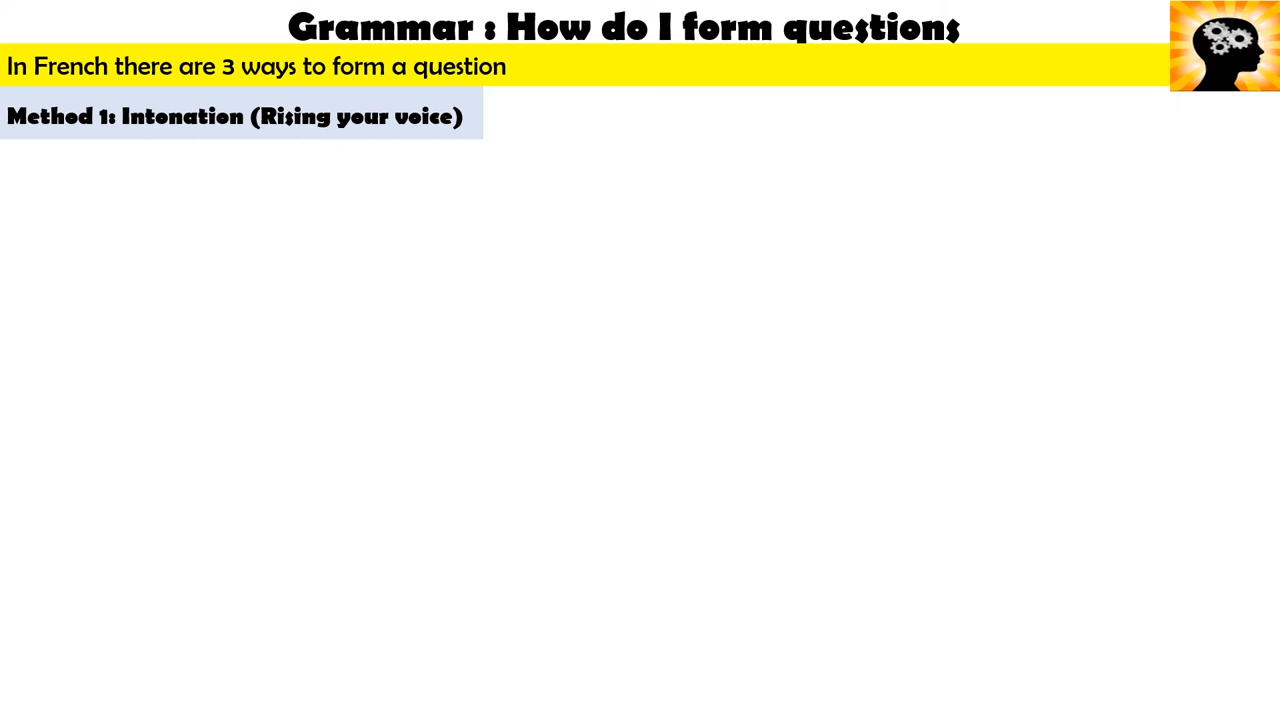 Grammar : How do I form questions
In French there are 3 ways to form a question
Method 1: Intonation (Rising your voice)